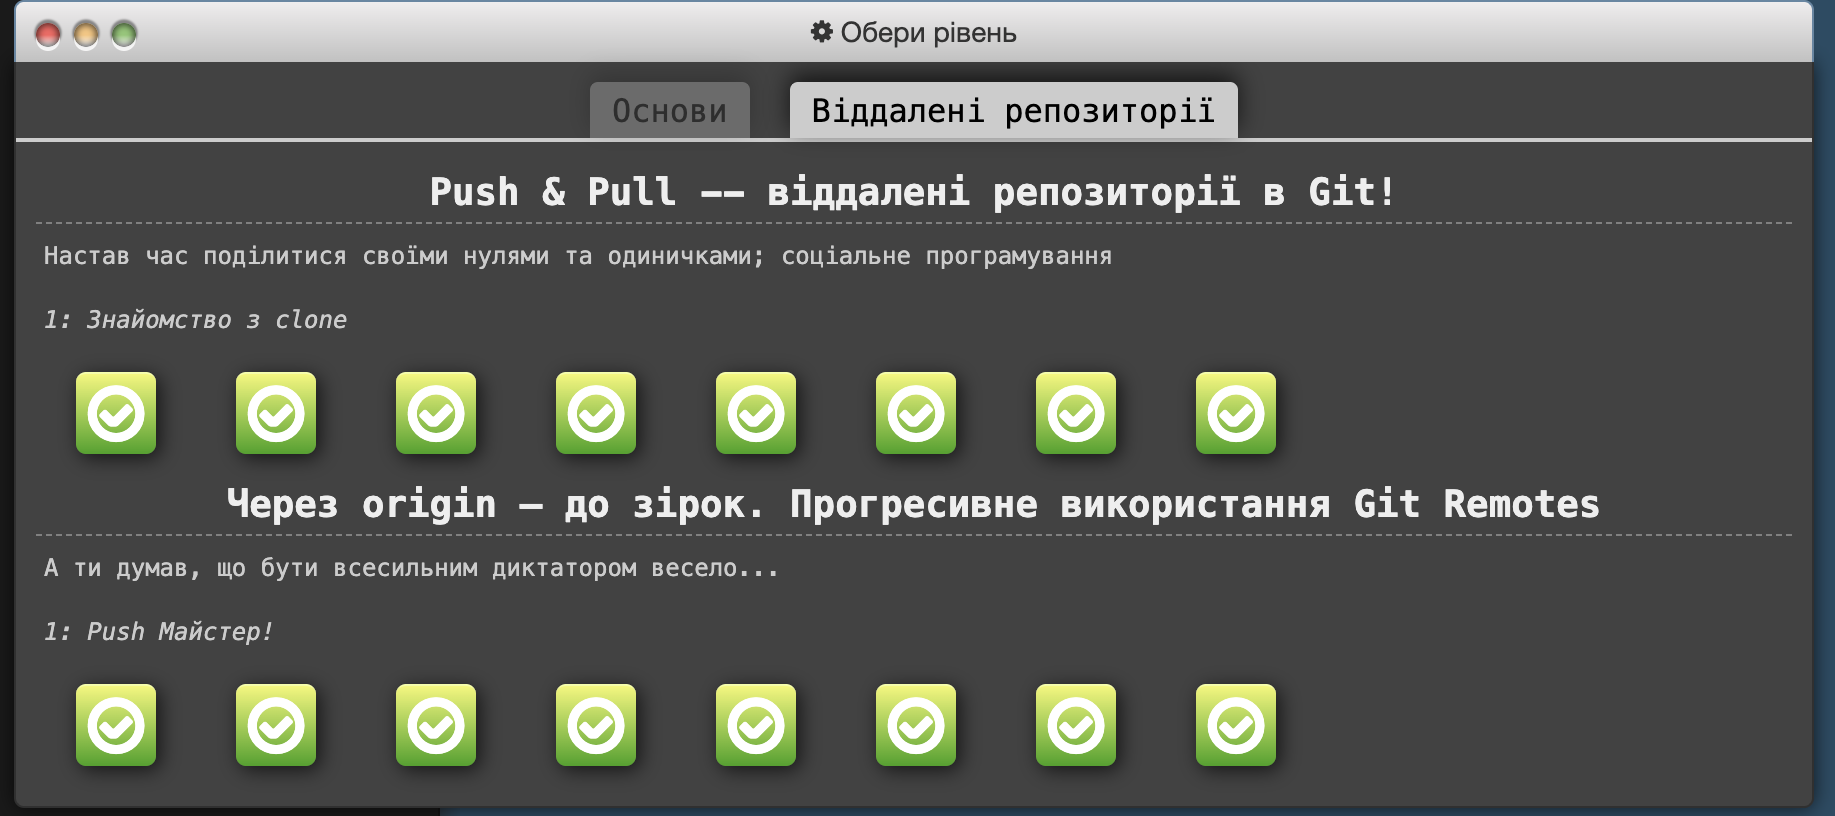 Обери рівень
Основи
Віддалені репозиторії
Push & Pull –– віддалені репозиторії в Git!
Настав час поділитися своїми нулями та одиничками; соціальне програмування
1: Знайомство з clone
Через origin – до зірок. Прогресивне використання Git Remotes
А ти думав, що бути всесильним диктатором весело...
1: Push Майстер!